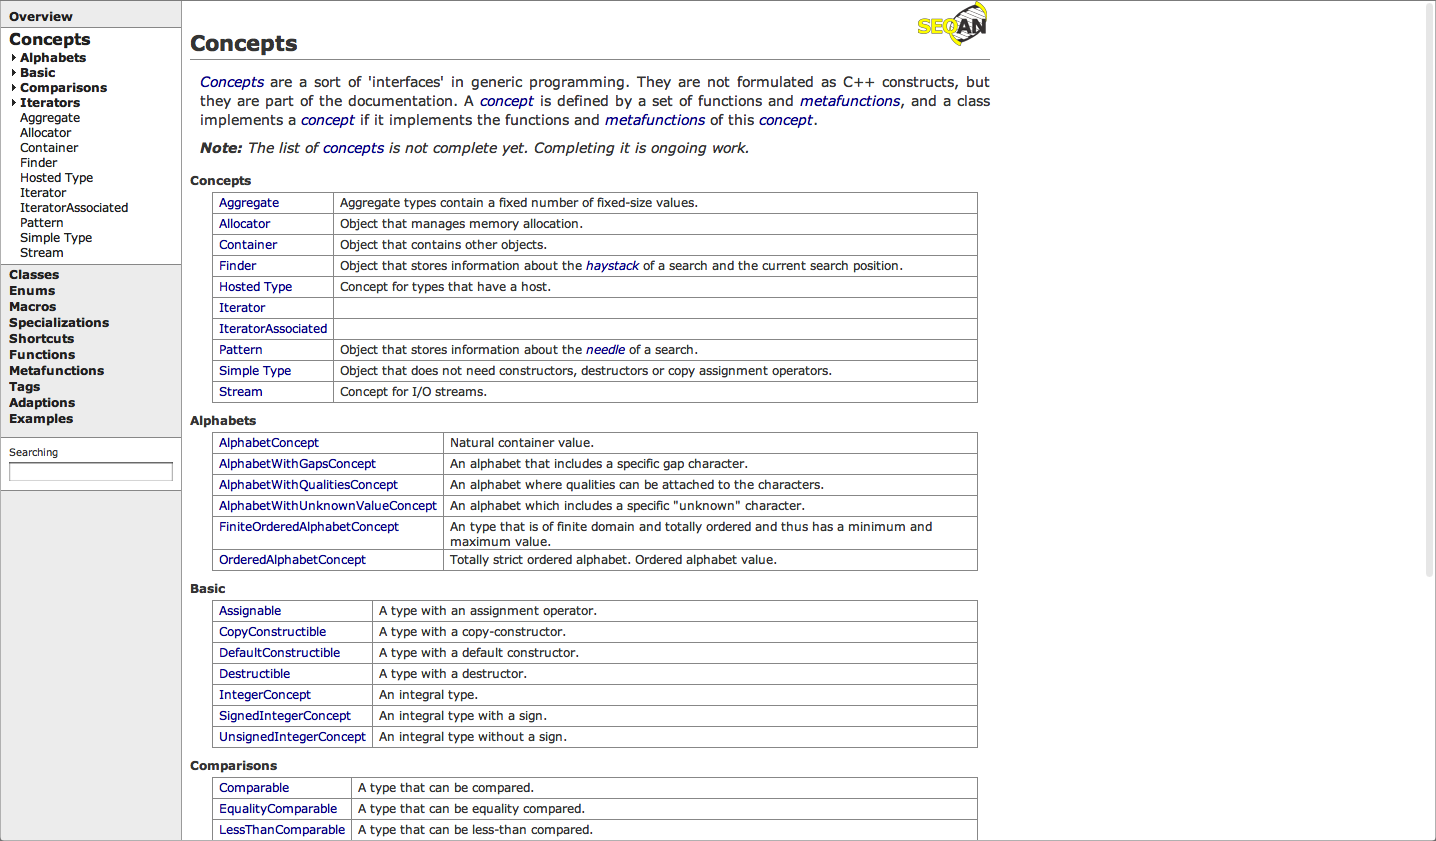 Overview
Concepts
Alphabets
Basic
Comparisons
Iterators
Aggregate
Allocator
Container
Finder
Hosted Type
Iterator
IteratorAssociated
Pattern
Simple Type
Stream
Classes
Enums
Macros
Specializations
Shortcuts
Functions
Metafunctions
Tags
Adaptions
Examples
Searching
SEQAN
Concepts
Concepts are a sort of 'interfaces' in generic programming. They are not formulated as C++ constructs, but
they are part of the documentation. A concept is defined by a set of functions and metafunctions, and a class
implements a concept if it implements the functions and metafunctions of this concept.
Note: The list of concepts is not complete yet. Completing it is ongoing work.
Concepts
Aggregate Aggregate types contain a fixed number of fixed-size values.
Allocator Object that manages memory allocation.
Container Object that contains other objects.
Finder Object that stores information about the haystack of a search and the current search position.
Hosted Type Concept for types that have a host.
Iterator
IteratorAssociated
Pattern Object that stores information about the needle of a search.
Simple Type Object that does not need constructors, destructors or copy assignment operators.
Stream Concept for I/O streams.
Alphabets
AlphabetConcept Natural container value.
AlphabetWithGapsConcept An alphabet that includes a specific gap character.
AlphabetWithQualitiesConcept An alphabet where qualities can be attached to the characters.
AlphabetWithUnknownValueConcept An alphabet which includes a specific "unknown" character.
FiniteOrderedAlphabetConcept An type that is of finite domain and totally ordered and thus has a minimum and
maximum value.
OrderedAlphabetConcept Totally strict ordered alphabet. Ordered alphabet value.
Basic
Assignable A type with an assignment operator.
CopyConstructible A type with a copy-constructor.
DefaultConstructible A type with a default constructor.
Destructible A type with a destructor.
IntegerConcept An integral type.
SignedIntegerConcept An integral type with a sign.
UnsignedIntegerConcept An integral type without a sign.
Comparisons
Comparable A type that can be compared.
EqualityComparable A type that can be equality compared.
LessThanComparable A type that can be less-than compared.